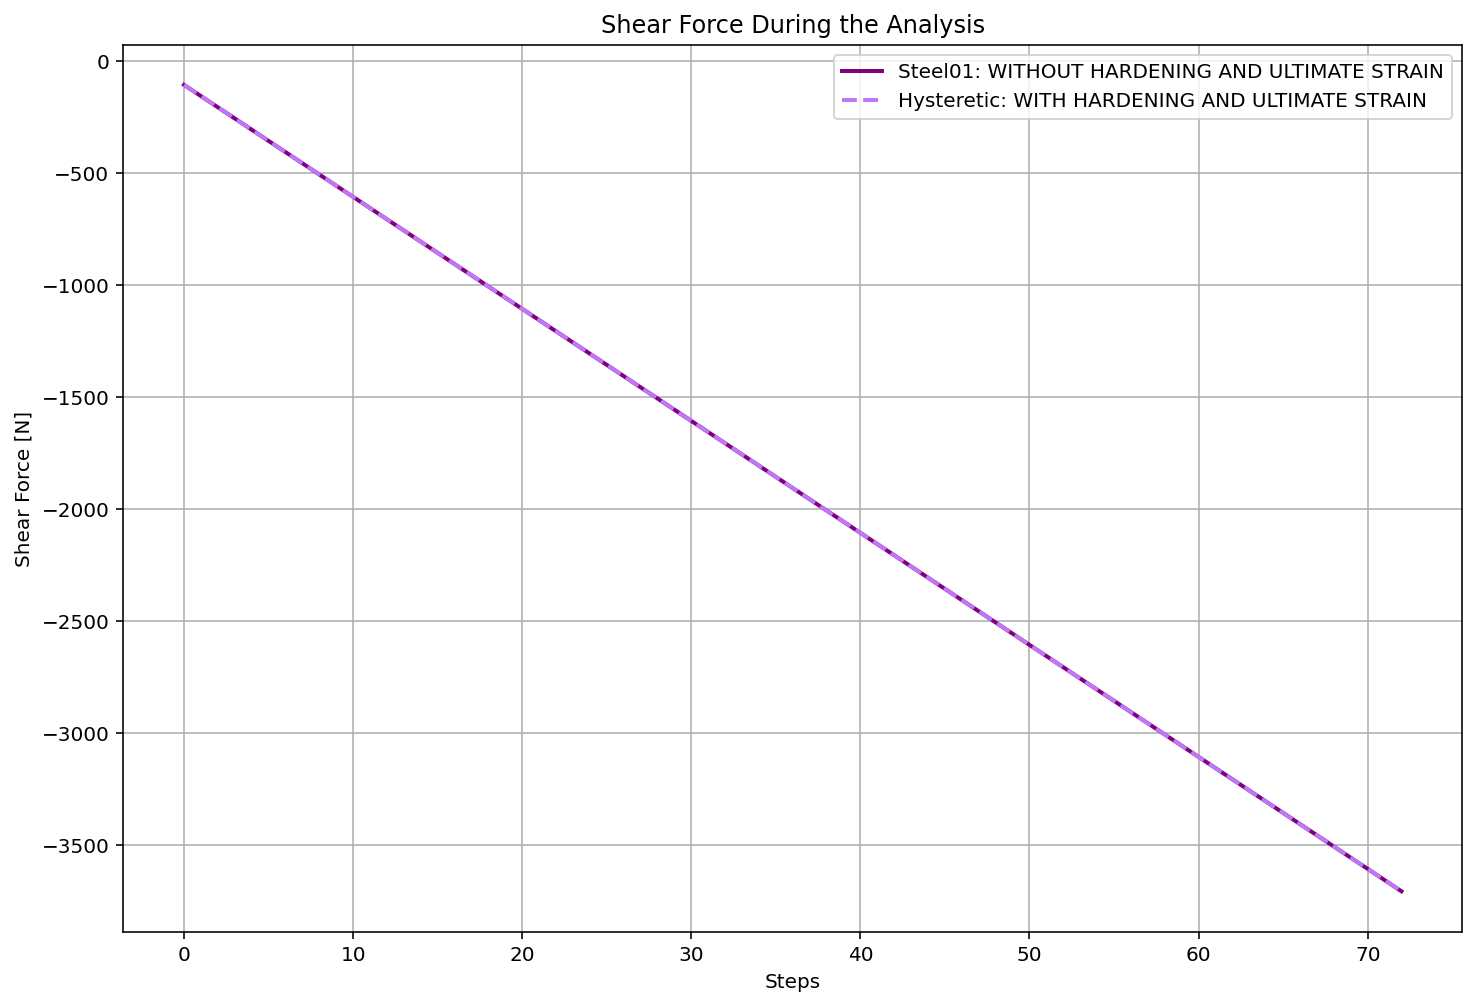 Shear Force During the Analysis
Steel01: WITHOUT HARDENING AND ULTIMATE STRAIN
Hysteretic: WITH HARDENING AND ULTIMATE STRAIN
0
−500
−1000
−1500
−2000
−2500
−3000
−3500
Shear Force [N]
0 10 20 30 40 50 60 70
Steps